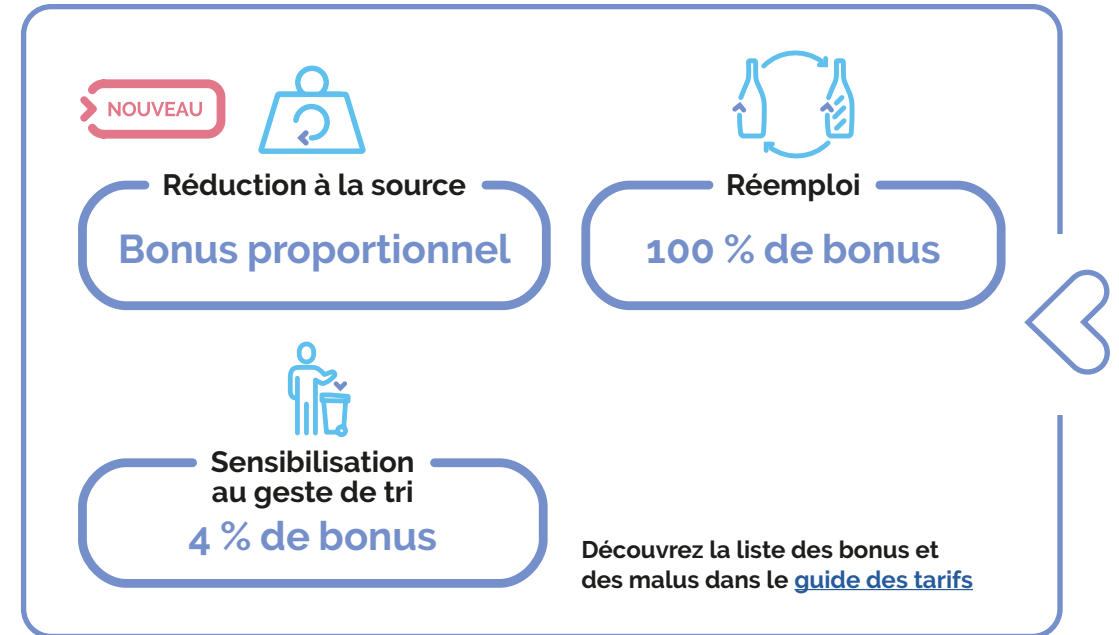 NOUVEAU
Réduction à la source
Bonus proportionnel
Réemploi
100 % de bonus
Sensibilisation
au geste de tri
4 % de bonus
Découvrez la liste des bonus et
des malus dans le guide des tarifs